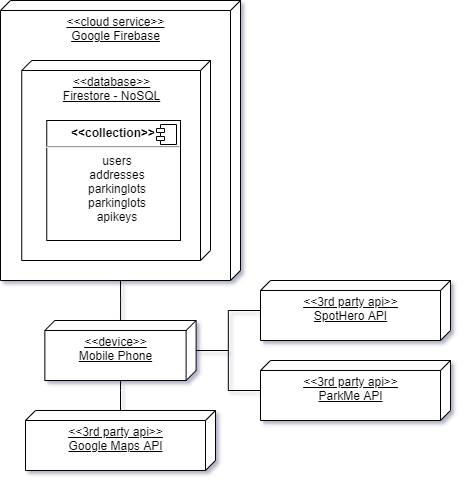 <<cloud service>>
Google Firebase
<<database>>
Firestore - NoSQL
<<collection>>
users
addresses
parkinglots
parkinglots
apikeys
<<3rd party api>>
SpotHero API
<<device>>
Mobile Phone
<<3rd party api>>
ParkMe API
<<3rd party api>>
Google Maps API